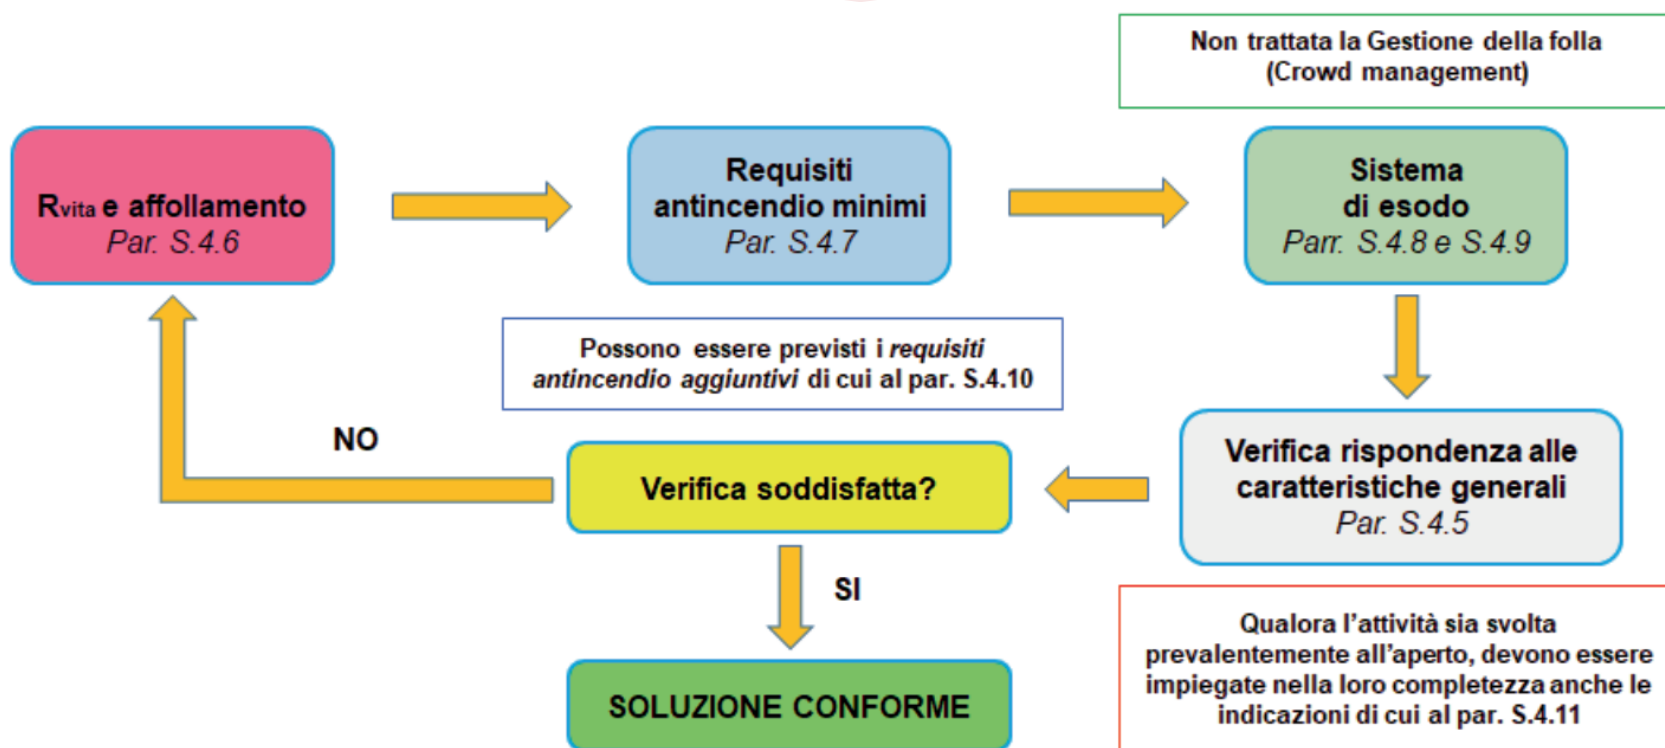 Non trattata la Gestione della folla
(Crowd management)
Rvita e affollamento
Par. S.4.6
Requisiti
antincendio minimi
Par. S.4.7
Sistema
di esodo
Parr. S.4.8 e S.4.9
Possono essere previsti i requisiti
antincendio aggiuntivi di cui al par. S.4.10
NO
Verifica soddisfatta?
Verifica rispondenza alle
caratteristiche generali
Par. S.4.5
SI
SOLUZIONE CONFORME
Qualora l'attività sia svolta
prevalentemente all'aperto, devono essere
impiegate nella loro completezza anche le
indicazioni di cui al par. S.4.11